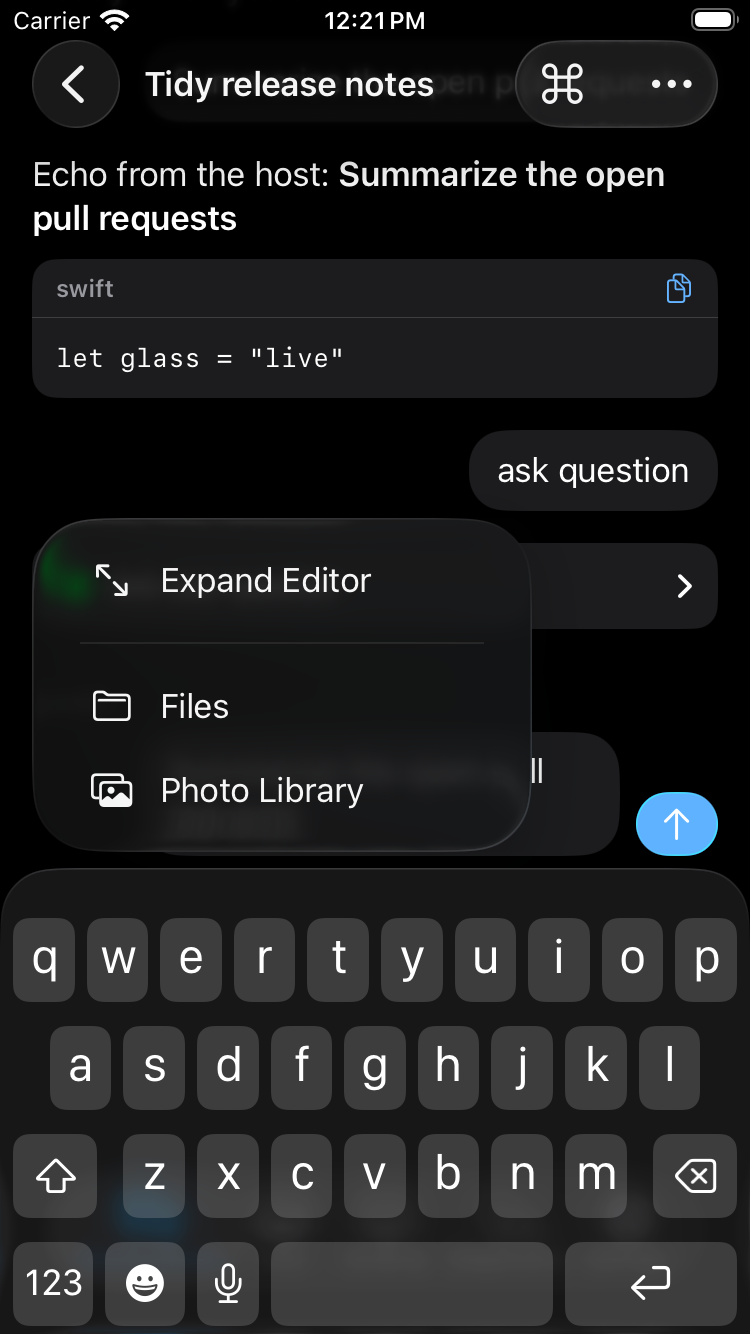 Carrier 12:21 PM
Tidy release notes
Echo from the host: Summarize the open
pull requests
swift
let glass = "live"
ask question
Expand Editor
Files
Photo Library
ll
q w e r t y u i o p
a s d f g h j k l
z x c v b n m
123